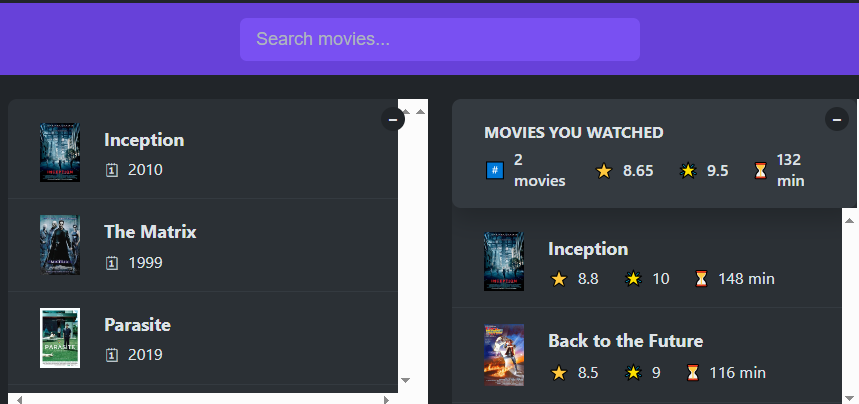 Search movies...
Inception
2010
The Matrix
1999
Parasite
2019
MOVIES YOU WATCHED
# 2 movies 8.65 9.5 132 min
Inception
8.8 10 148 min
Back to the Future
8.5 9 116 min